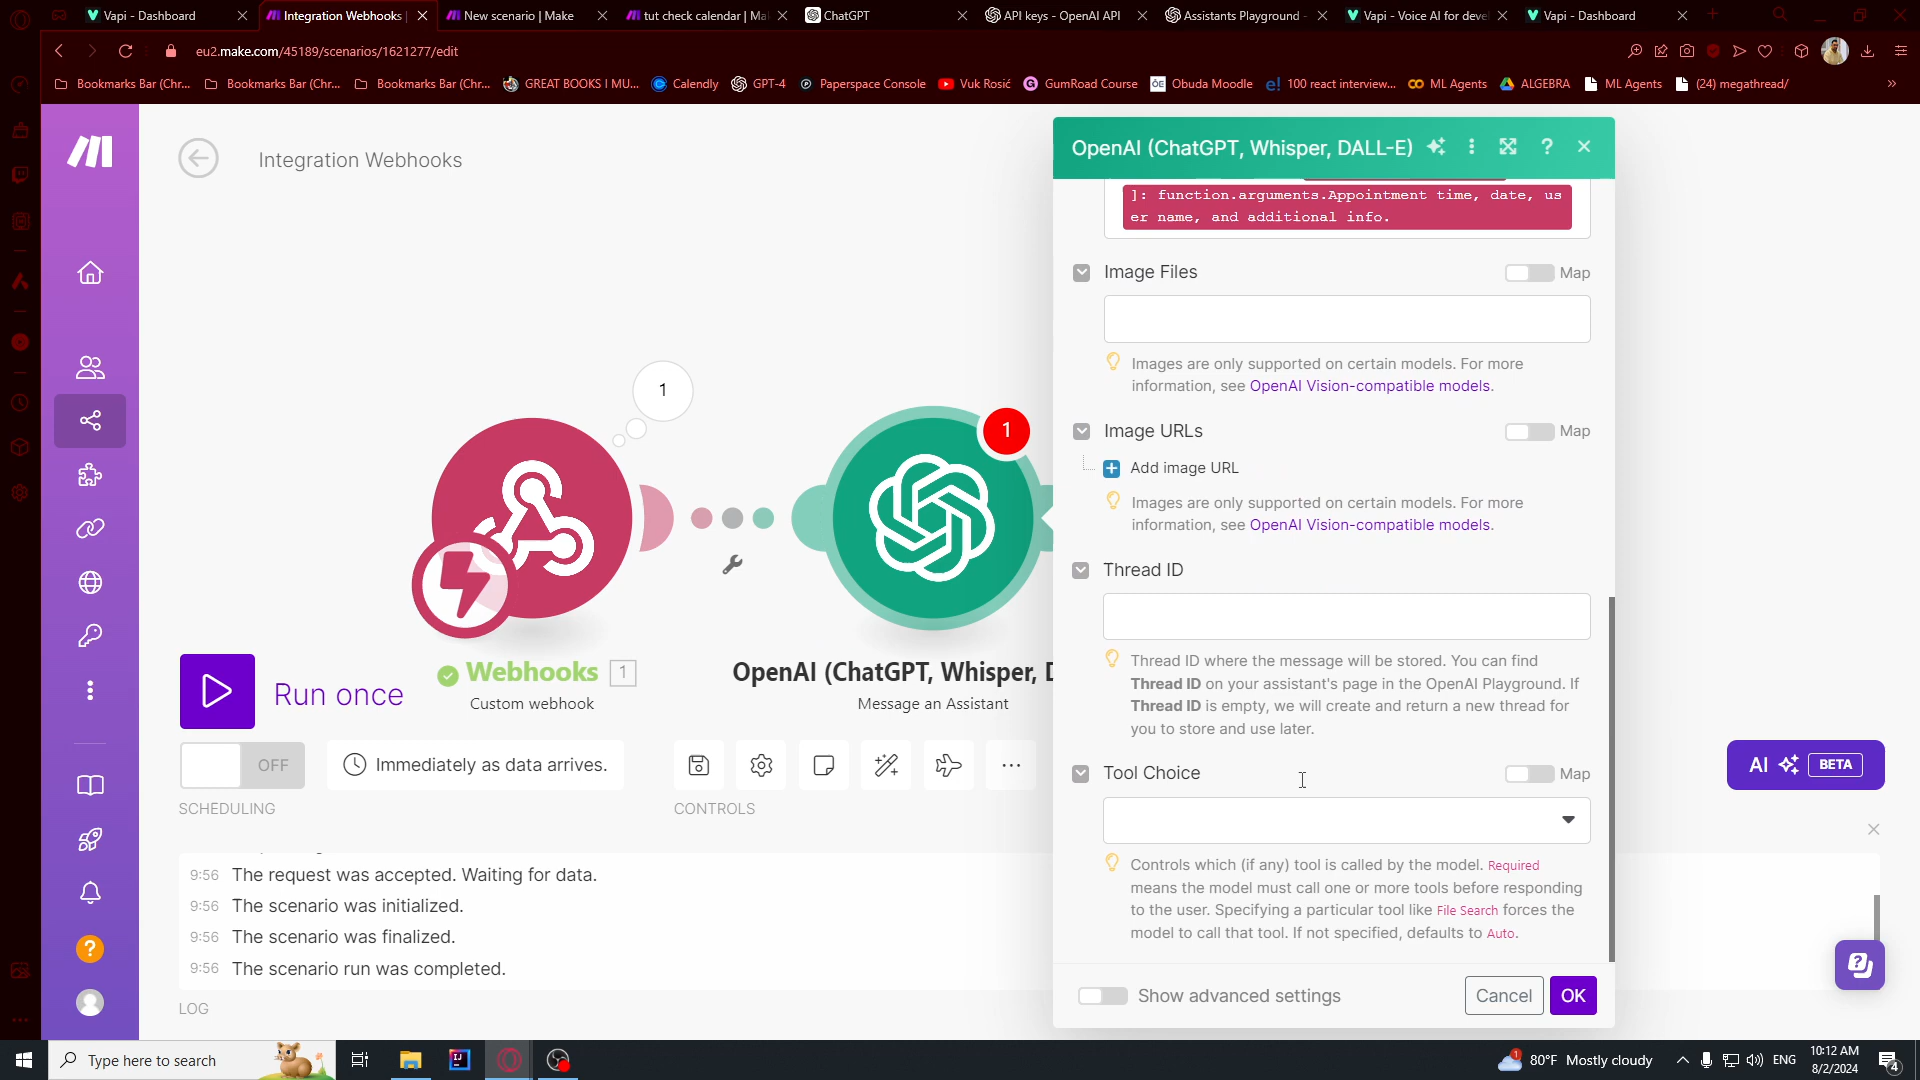 Vapi - Dashboard
Integration Webhooks
New scenario | Make
tut check calendar | Ma
ChatGPT
API keys - OpenAI API
Assistants Playground -
Vapi - Voice AI for deve
Vapi - Dashboard
eu2.make.com/45189/scenarios/1621277/edit
Bookmarks Bar (Chr...
Bookmarks Bar (Chr...
Bookmarks Bar (Chr...
GREAT BOOKS I MU...
Calendly
GPT-4
Paperspace Console
Vuk Rosić
GumRoad Course
Obuda Moodle
100 react interview...
ML Agents
ALGEBRA
ML Agents
(24) megathread/
Integration Webhooks
OpenAI (ChatGPT, Whisper, DALL-E)
]: function.arguments.Appointment time, date, us
er name, and additional info.
Image Files
Map
Images are only supported on certain models. For more
information, see OpenAI Vision-compatible models.
Image URLs
Map
Add image URL
Images are only supported on certain models. For more
information, see OpenAI Vision-compatible models.
Thread ID
Thread ID where the message will be stored. You can find
Thread ID on your assistant's page in the OpenAI Playground. If
Thread ID is empty, we will create and return a new thread for
you to store and use later.
Tool Choice
Map
Controls which (if any) tool is called by the model. Required
means the model must call one or more tools before responding
to the user. Specifying a particular tool like File Search forces the
model to call that tool. If not specified, defaults to Auto.
Show advanced settings
Cancel
OK
1
1
Webhooks 1
Custom webhook
OpenAI (ChatGPT, Whisper, D
Message an Assistant
Run once
OFF
Immediately as data arrives.
SCHEDULING
CONTROLS
AI
BETA
9:56 The request was accepted. Waiting for data.
9:56 The scenario was initialized.
9:56 The scenario was finalized.
9:56 The scenario run was completed.
LOG
Type here to search
1
80°F Mostly cloudy
ENG
10:12 AM
8/2/2024
4